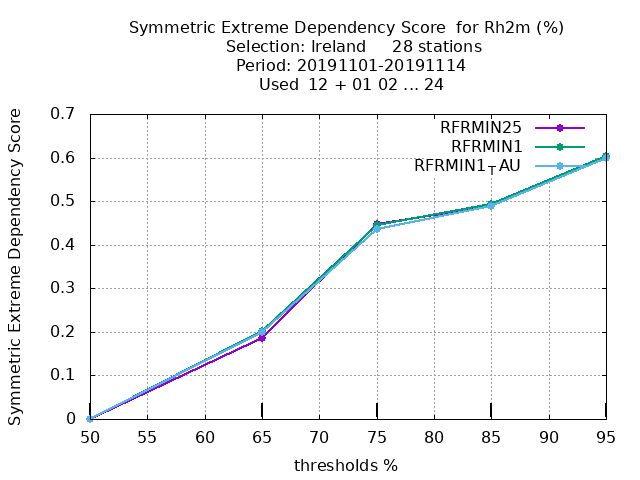 Symmetric Extreme Dependency Score  for Rh2m (%)
Selection: Ireland     28 stations
Period: 20191101-20191114
Used  12 + 01 02 ... 24
Symmetric Extreme Dependency Score
0.7
0.6
0.5
0.4
0.3
0.2
0.1
0
RFRMIN25
RFRMIN1
RFRMIN1TAU
50 55 60 65 70 75 80 85 90 95
thresholds %